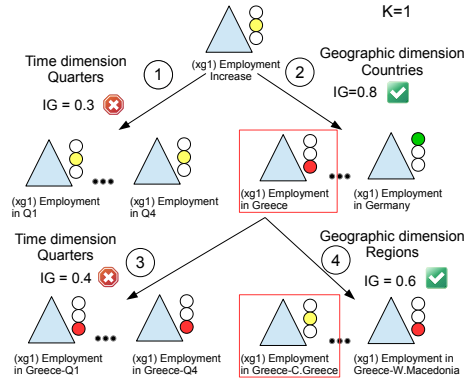 K=1
Time dimension
Quarters
1
(xg1) Employment
Increase
2
Geographic dimension
Countries
IG = 0.3
IG=0.8
(xg1) Employment
in Q1
(xg1) Employment
in Q4
(xg1) Employment
in Greece
(xg1) Employment
in Germany
Time dimension
Quarters
3
4
Geographic dimension
Regions
IG = 0.4
IG = 0.6
(xg1) Employment
in Greece-Q1
(xg1) Employment
in Greece-Q4
(xg1) Employment
in Greece-C.Greece
(xg1) Employment in
Greece-W.Macedonia